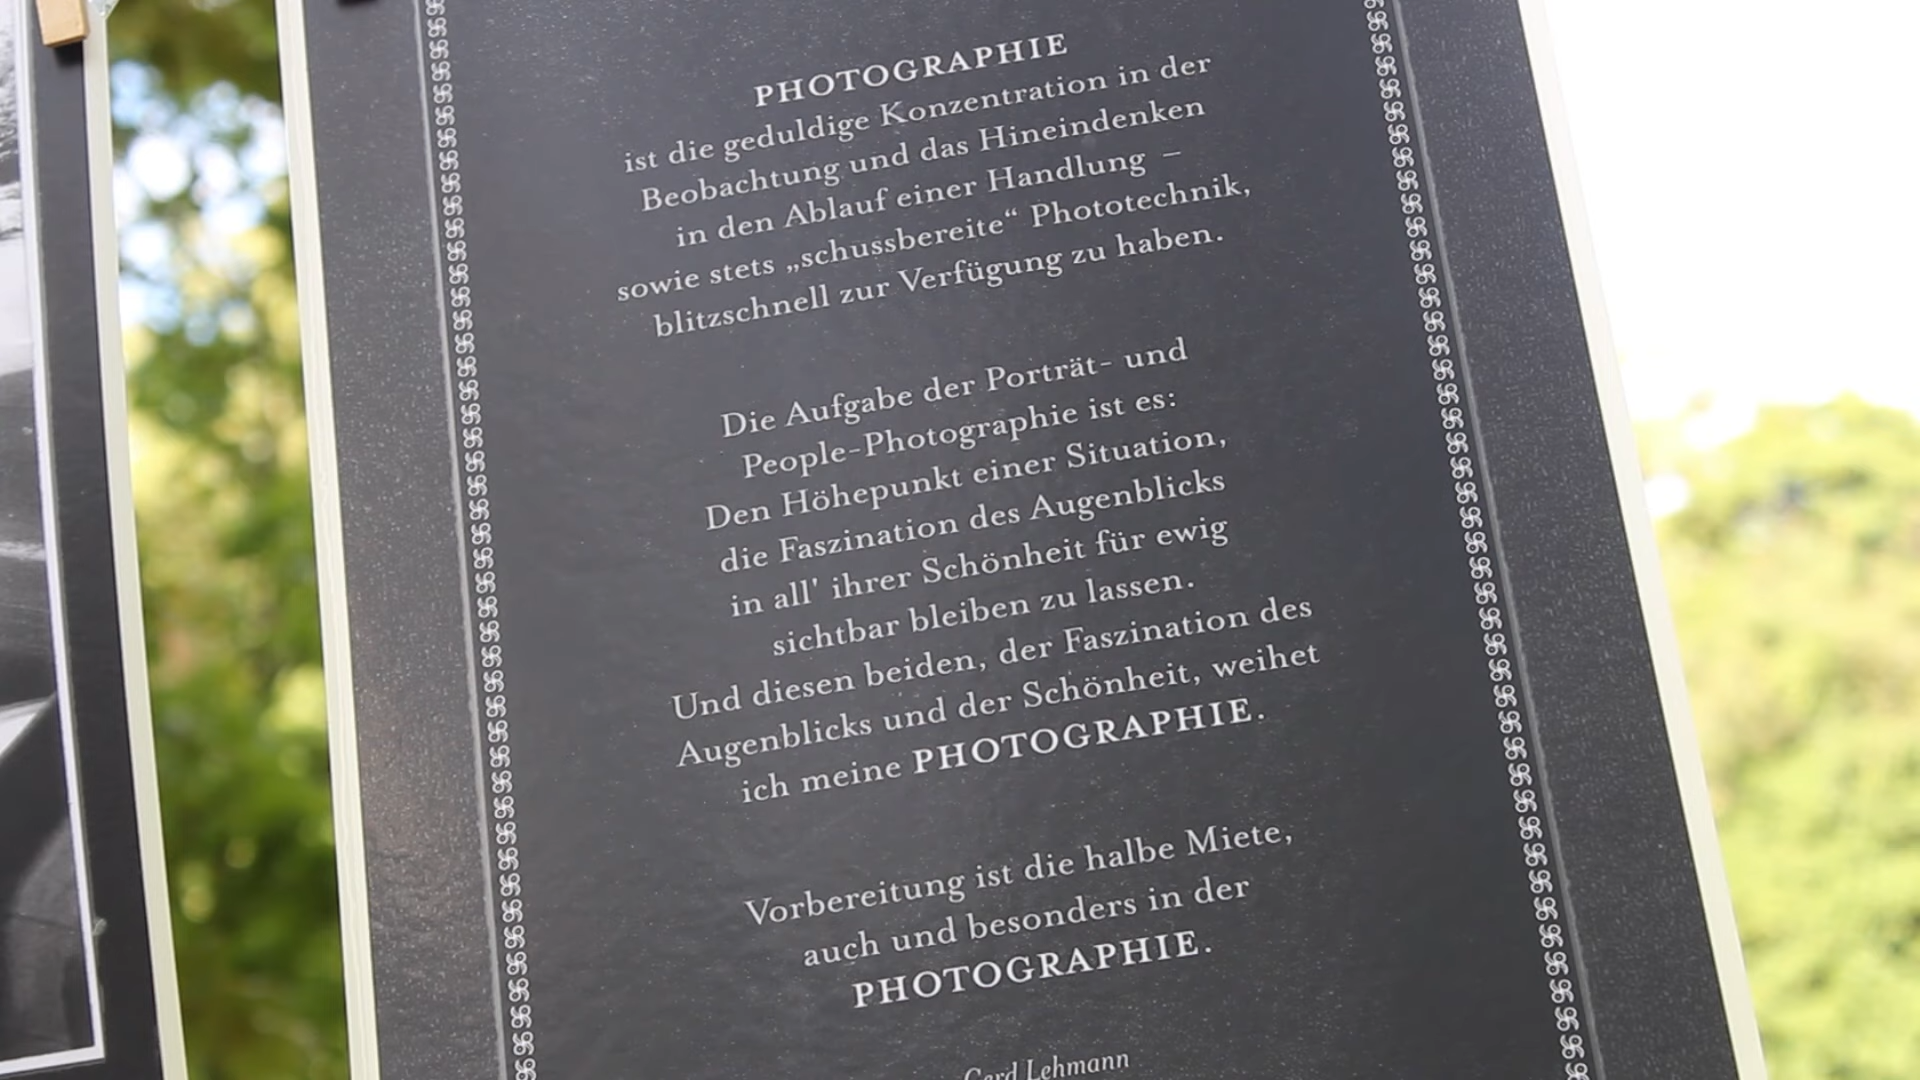 PHOTOGRAPHIE
ist die geduldige Konzentration in der
Beobachtung und das Hineindenken
in den Ablauf einer Handlung –
sowie stets „schussbereite“ Phototechnik,
blitzschnell zur Verfügung zu haben.
Die Aufgabe der Porträt- und
People-Photographie ist es:
Den Höhepunkt einer Situation,
die Faszination des Augenblicks
in all' ihrer Schönheit für ewig
sichtbar bleiben zu lassen.
Und diesen beiden, der Faszination des
Augenblicks und der Schönheit, weihet
ich meine PHOTOGRAPHIE.
Vorbereitung ist die halbe Miete,
auch und besonders in der
PHOTOGRAPHIE.
Gerd Lehmann